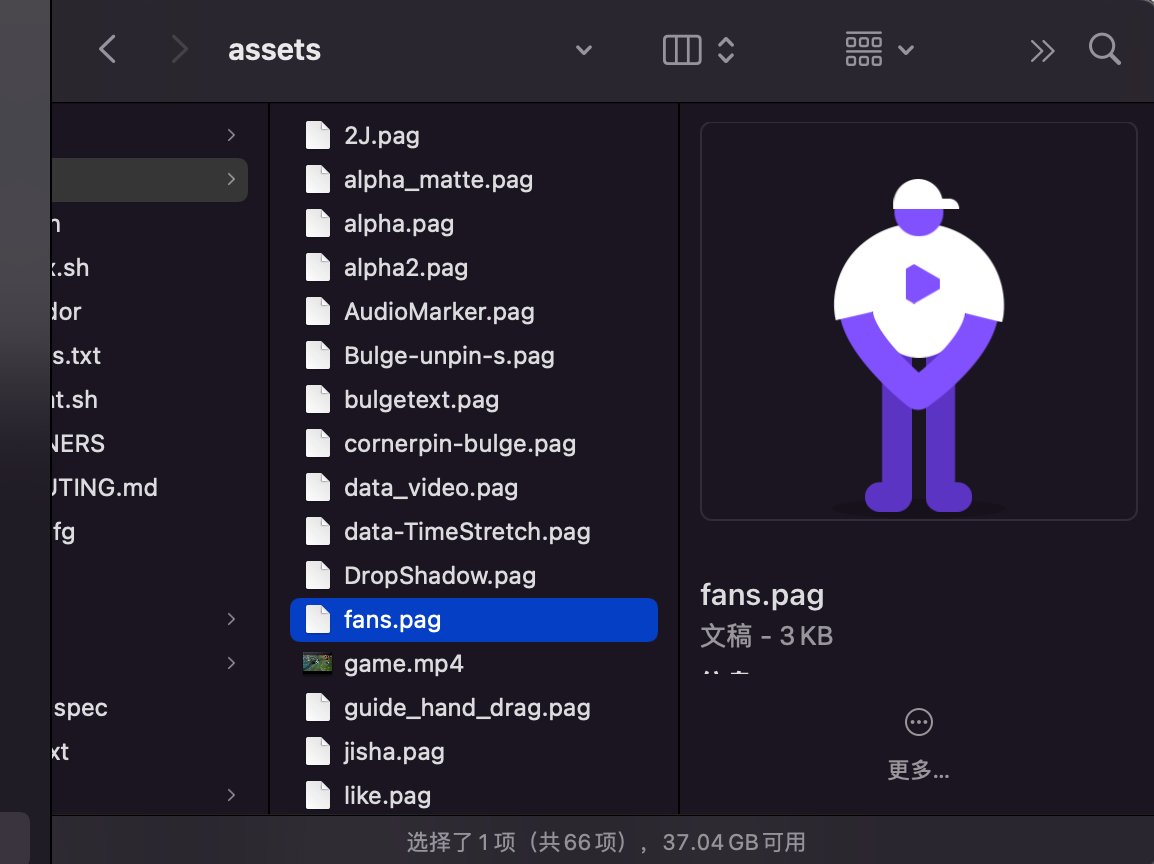 assets
h
x.sh
dor
s.txt
nt.sh
NERS
UTING.md
fg
spec
xt
2J.pag
alpha_matte.pag
alpha.pag
alpha2.pag
AudioMarker.pag
Bulge-unpin-s.pag
bulgetext.pag
cornerpin-bulge.pag
data_video.pag
data-TimeStretch.pag
DropShadow.pag
fans.pag
game.mp4
guide_hand_drag.pag
jisha.pag
like.pag
fans.pag
文稿 - 3 KB
更多...
选择了1项（共66项），37.04 GB可用